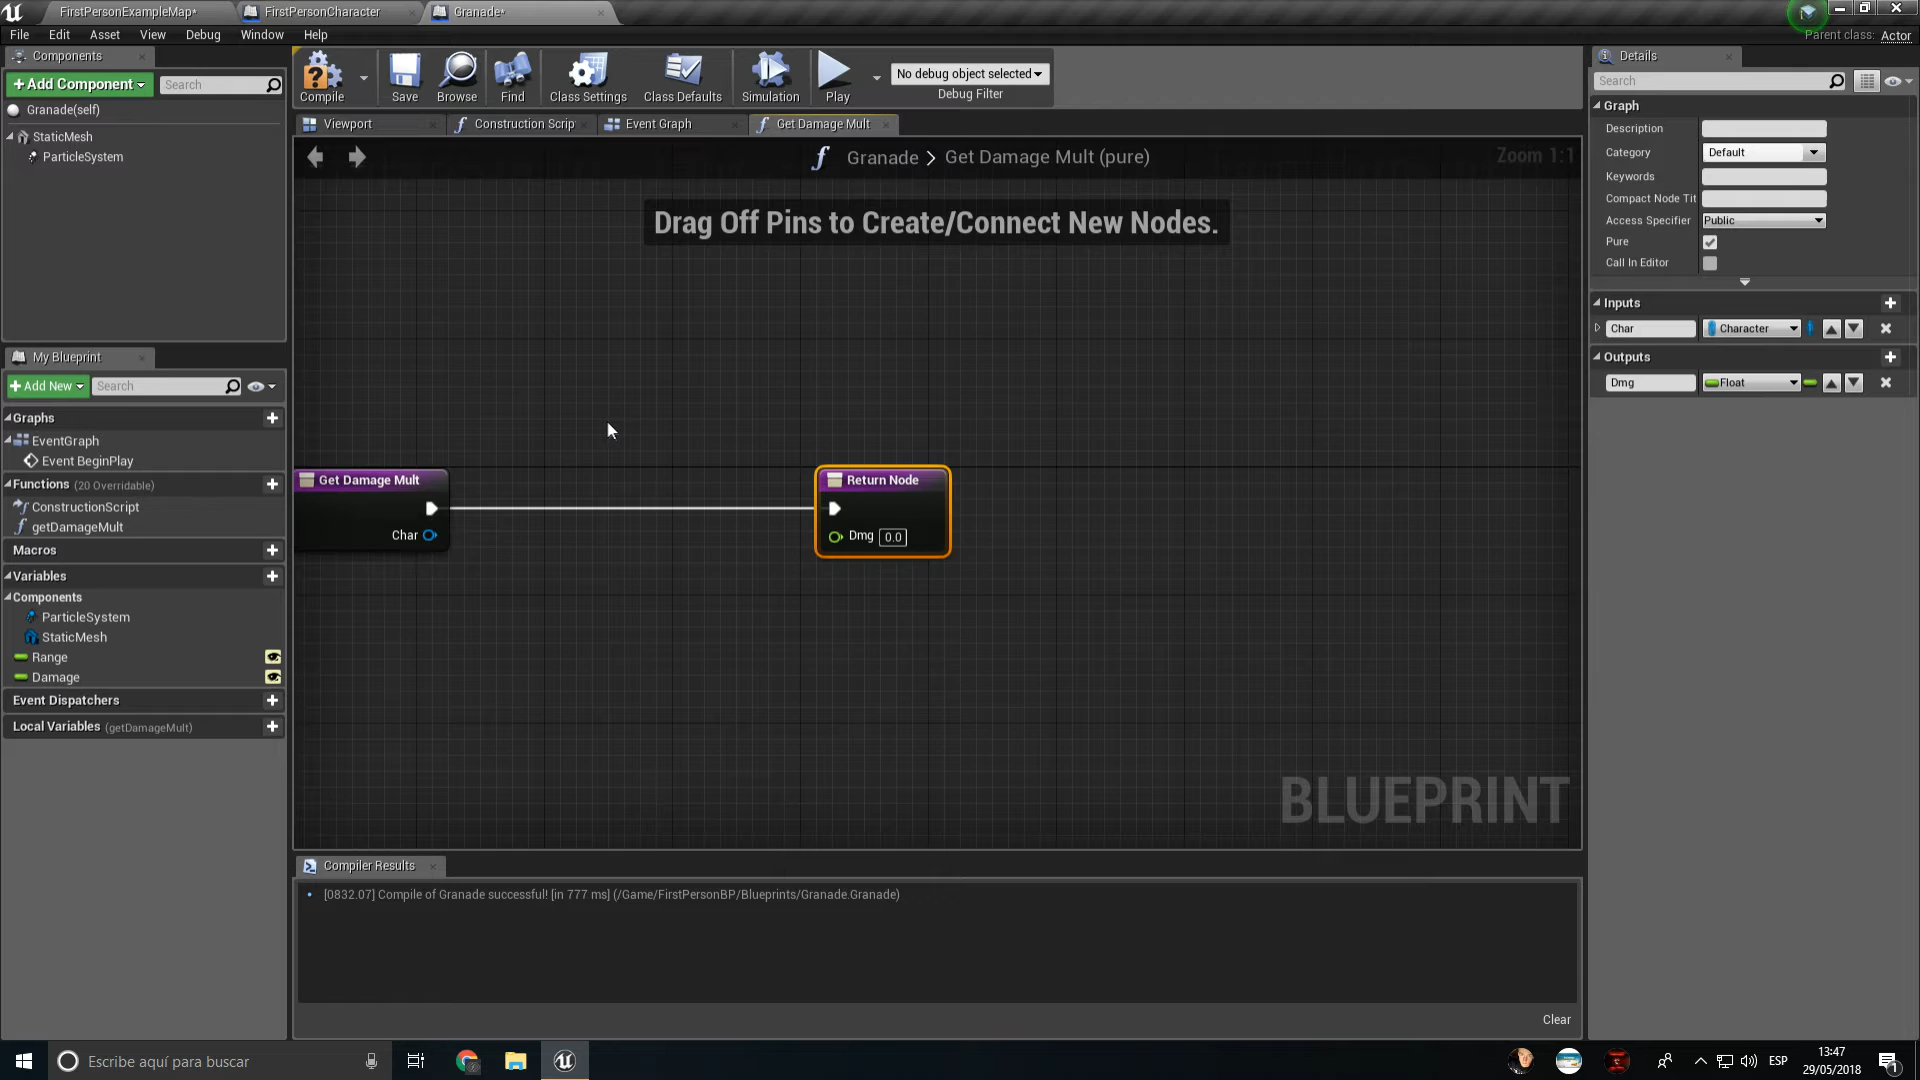 FirstPersonExampleMap*
FirstPersonCharacter
Granade*
File Edit Asset View Debug Window Help
Parent class: Actor
Components
+Add Component
Search
Granade(self)
StaticMesh
ParticleSystem
Compile
Save
Browse
Find
Class Settings
Class Defaults
Simulation
Play
No debug object selected
Debug Filter
Viewport
Construction Scrip
Event Graph
Get Damage Mult
Granade > Get Damage Mult (pure)
Zoom 1:1
Drag Off Pins to Create/Connect New Nodes.
Get Damage Mult
Char
Return Node
Dmg 0.0
BLUEPRINT
My Blueprint
+Add New
Search
Graphs
EventGraph
Event BeginPlay
Functions (20 Overridable)
ConstructionScript
getDamageMult
Macros
Variables
Components
ParticleSystem
StaticMesh
Range
Damage
Event Dispatchers
Local Variables (getDamageMult)
Compiler Results
[0832.07] Compile of Granade successful! [in 777 ms] (/Game/FirstPersonBP/Blueprints/Granade.Granade)
Clear
Details
Search
Graph
Description
Category Default
Keywords
Compact Node Tit
Access Specifier Public
Pure
Call In Editor
Inputs
Char Character
Outputs
Dmg Float
Escribe aquí para buscar
ESP
13:47
29/05/2018
1